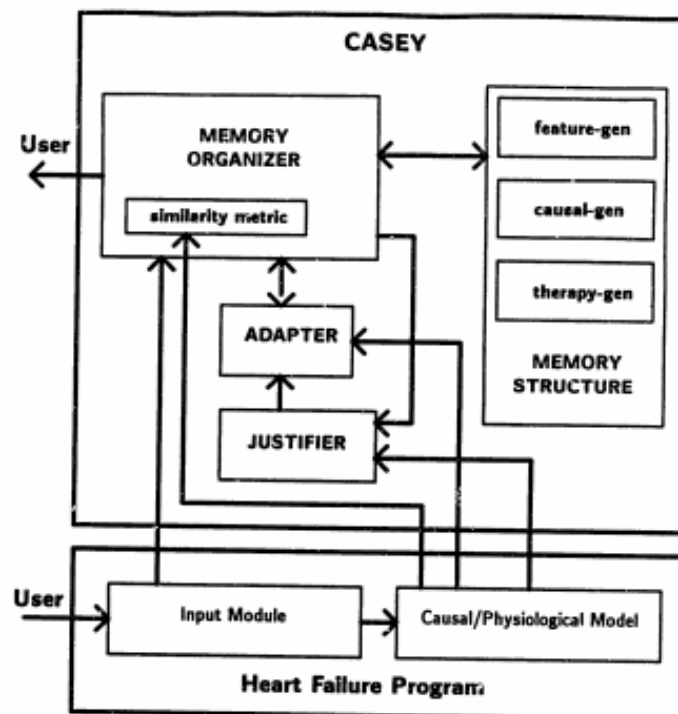 CASEY
User
MEMORY
ORGANIZER
similarity metric
feature-gen
causal-gen
therapy-gen
MEMORY
STRUCTURE
ADAPTER
JUSTIFIER
User
Input Module
Causal/Physiological Model
Heart Failure Program